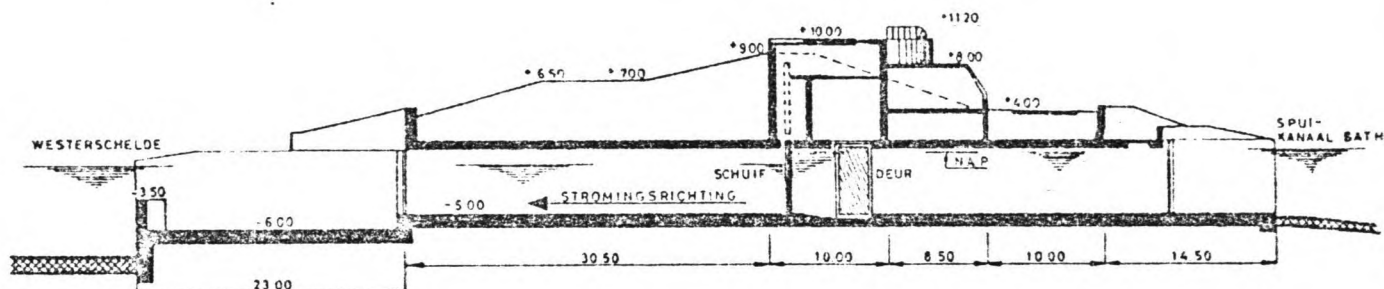 +11.20
+10.00
+9.00
+8.00
+6.50 +7.00
+4.00
WESTERSCHELDE
SPUI-
KANAAL BATH
N.A.P.
SCHUIF
DEUR
-3.50
STROMINGSRICHTING
-5.00
-6.00
30.50 10.00 8.50 10.00 14.50
23.00